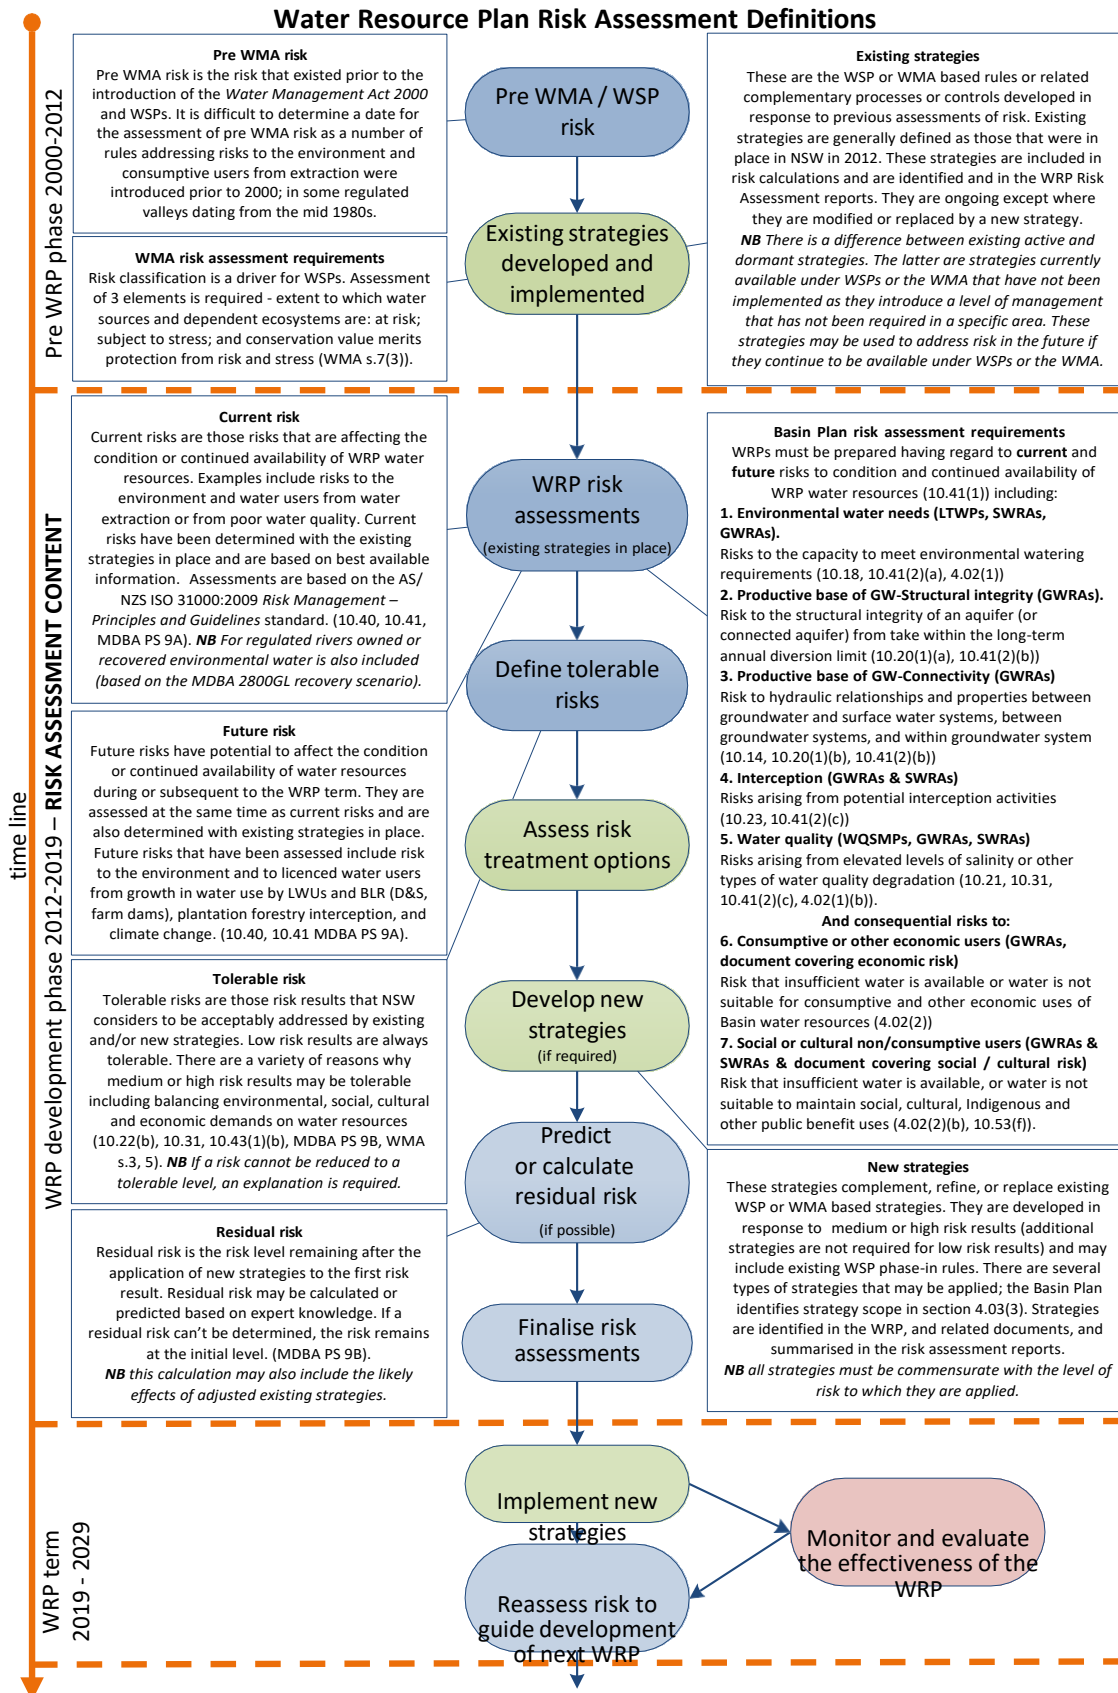 Water Resource Plan Risk Assessment Definitions
time line
Pre WRP phase 2000-2012
Pre WMA risk
Pre WMA risk is the risk that existed prior to the
introduction of the Water Management Act 2000
and WSPs. It is difficult to determine a date for
the assessment of pre WMA risk as a number of
rules addressing risks to the environment and
consumptive users from extraction were
introduced prior to 2000; in some regulated
valleys dating from the mid 1980s.
WMA risk assessment requirements
Risk classification is a driver for WSPs. Assessment
of 3 elements is required - extent to which water
sources and dependent ecosystems are: at risk;
subject to stress; and conservation value merits
protection from risk and stress (WMA s.7(3)).
Pre WMA / WSP
risk
Existing strategies
developed and
implemented
Existing strategies
These are the WSP or WMA based rules or related
complementary processes or controls developed in
response to previous assessments of risk. Existing
strategies are generally defined as those that were in
place in NSW in 2012. These strategies are included in
risk calculations and are identified and in the WRP Risk
Assessment reports. They are ongoing except where
they are modified or replaced by a new strategy.
NB There is a difference between existing active and
dormant strategies. The latter are strategies currently
available under WSPs or the WMA that have not been
implemented as they introduce a level of management
that has not been required in a specific area. These
strategies may be used to address risk in the future if
they continue to be available under WSPs or the WMA.
WRP development phase 2012-2019 – RISK ASSESSMENT CONTENT
Current risk
Current risks are those risks that are affecting the
condition or continued availability of WRP water
resources. Examples include risks to the
environment and water users from water
extraction or from poor water quality. Current
risks have been determined with the existing
strategies in place and are based on best available
information. Assessments are based on the AS/
NZS ISO 31000:2009 Risk Management –
Principles and Guidelines standard. (10.40, 10.41,
MDBA PS 9A). NB For regulated rivers owned or
recovered environmental water is also included
(based on the MDBA 2800GL recovery scenario).
Future risk
Future risks have potential to affect the condition
or continued availability of water resources
during or subsequent to the WRP term. They are
assessed at the same time as current risks and are
also determined with existing strategies in place.
Future risks that have been assessed include risk
to the environment and to licenced water users
from growth in water use by LWUs and BLR (D&S,
farm dams), plantation forestry interception, and
climate change. (10.40, 10.41 MDBA PS 9A).
Tolerable risk
Tolerable risks are those risk results that NSW
considers to be acceptably addressed by existing
and/or new strategies. Low risk results are always
tolerable. There are a variety of reasons why
medium or high risk results may be tolerable
including balancing environmental, social, cultural
and economic demands on water resources
(10.22(b), 10.31, 10.43(1)(b), MDBA PS 9B, WMA
s.3, 5). NB If a risk cannot be reduced to a
tolerable level, an explanation is required.
Residual risk
Residual risk is the risk level remaining after the
application of new strategies to the first risk
result. Residual risk may be calculated or
predicted based on expert knowledge. If a
residual risk can't be determined, the risk remains
at the initial level. (MDBA PS 9B).
NB this calculation may also include the likely
effects of adjusted existing strategies.
WRP risk
assessments
(existing strategies in place)
Define tolerable
risks
Assess risk
treatment options
Develop new
strategies
(if required)
Predict
or calculate
residual risk
(if possible)
Finalise risk
assessments
Basin Plan risk assessment requirements
WRPs must be prepared having regard to current and
future risks to condition and continued availability of
WRP water resources (10.41(1)) including:
1. Environmental water needs (LTWPs, SWRAs,
GWRAs).
Risks to the capacity to meet environmental watering
requirements (10.18, 10.41(2)(a), 4.02(1))
2. Productive base of GW-Structural integrity (GWRAs).
Risk to the structural integrity of an aquifer (or
connected aquifer) from take within the long-term
annual diversion limit (10.20(1)(a), 10.41(2)(b))
3. Productive base of GW-Connectivity (GWRAs)
Risk to hydraulic relationships and properties between
groundwater and surface water systems, between
groundwater systems, and within groundwater system
(10.14, 10.20(1)(b), 10.41(2)(b))
4. Interception (GWRAs & SWRAs)
Risks arising from potential interception activities
(10.23, 10.41(2)(c))
5. Water quality (WQSMPs, GWRAs, SWRAs)
Risks arising from elevated levels of salinity or other
types of water quality degradation (10.21, 10.31,
10.41(2)(c), 4.02(1)(b)).
And consequential risks to:
6. Consumptive or other economic users (GWRAs,
document covering economic risk)
Risk that insufficient water is available or water is not
suitable for consumptive and other economic uses of
Basin water resources (4.02(2))
7. Social or cultural non/consumptive users (GWRAs &
SWRAs & document covering social / cultural risk)
Risk that insufficient water is available, or water is not
suitable to maintain social, cultural, Indigenous and
other public benefit uses (4.02(2)(b), 10.53(f)).
New strategies
These strategies complement, refine, or replace existing
WSP or WMA based strategies. They are developed in
response to medium or high risk results (additional
strategies are not required for low risk results) and may
include existing WSP phase-in rules. There are several
types of strategies that may be applied; the Basin Plan
identifies strategy scope in section 4.03(3). Strategies
are identified in the WRP, and related documents, and
summarised in the risk assessment reports.
NB all strategies must be commensurate with the level of
risk to which they are applied.
WRP term
2019 - 2029
Implement new
strategies
Monitor and evaluate
the effectiveness of the
WRP
Reassess risk to
guide development
of next WRP